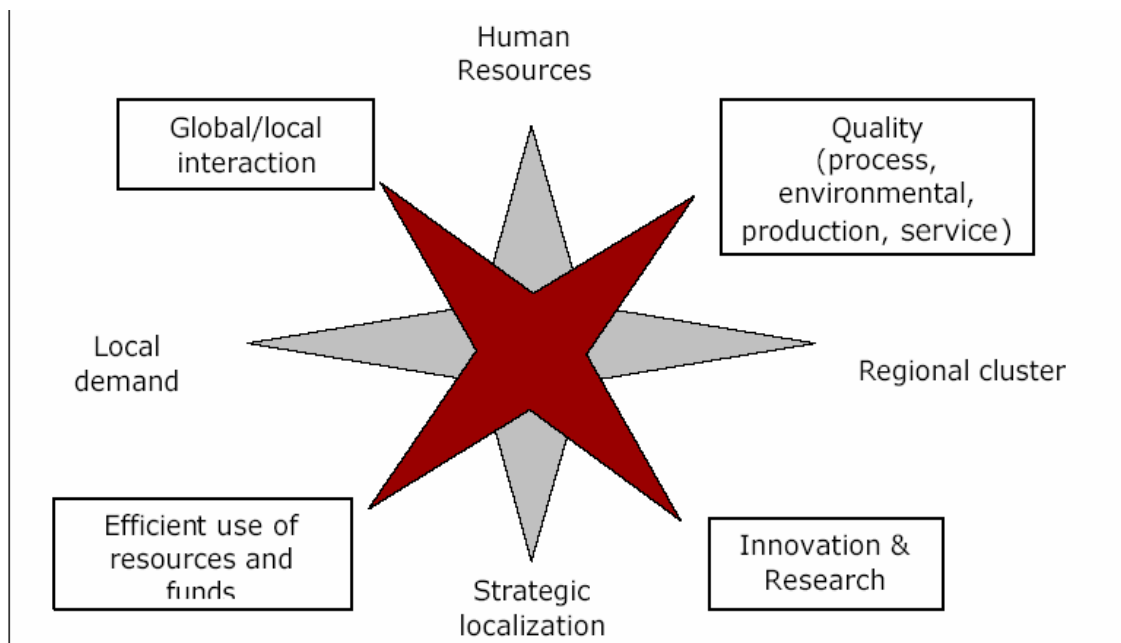 Human
Resources
Global/local
interaction
Quality
(process,
environmental,
production, service)
Local
demand
Regional cluster
Efficient use of
resources and
funds
Innovation &
Research
Strategic
localization